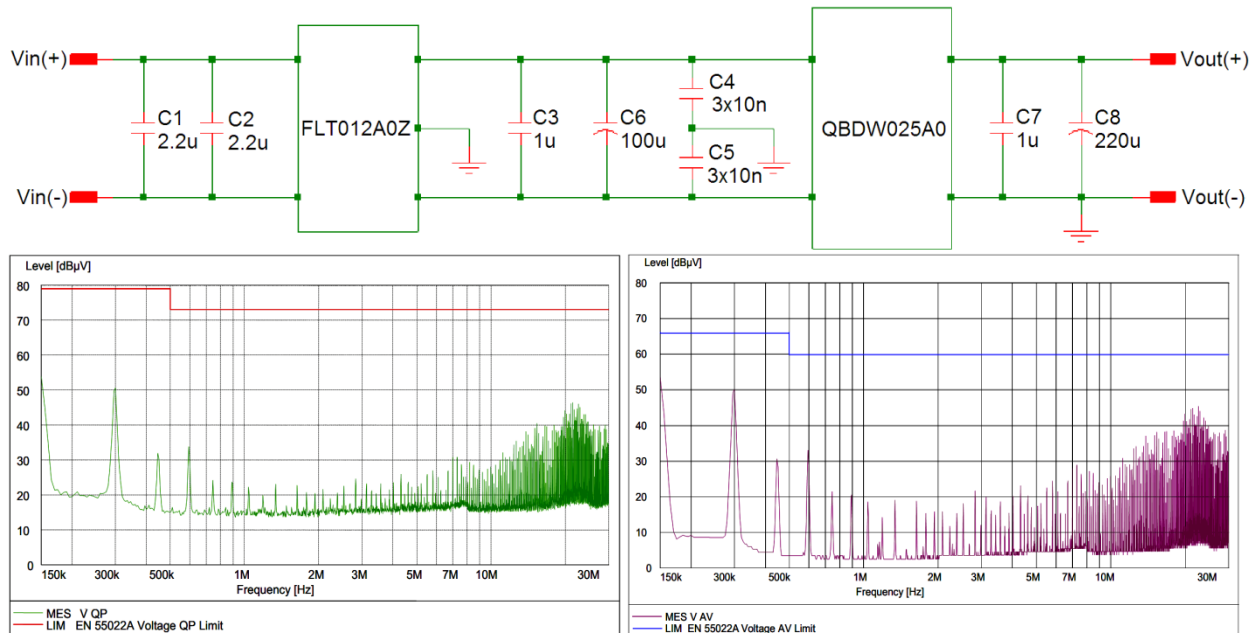 Vin(+)
Vin(-)
C1
2.2u
C2
2.2u
FLT012A0Z
C3
1u
C6
100u
C4
3x10n
C5
3x10n
QBDW025A0
C7
1u
C8
220u
Vout(+)
Vout(-)
Level [dBµV]
80
70
60
50
40
30
20
10
0
150k 300k 500k 1M 2M 3M 4M 5M 7M 10M 30M
Frequency [Hz]
MES V QP
LIM EN 55022A Voltage QP Limit
Level [dBµV]
80
70
60
50
40
30
20
10
0
150k 300k 500k 1M 2M 3M 4M 5M 7M 10M 30M
Frequency [Hz]
MES V AV
LIM EN 55022A Voltage AV Limit